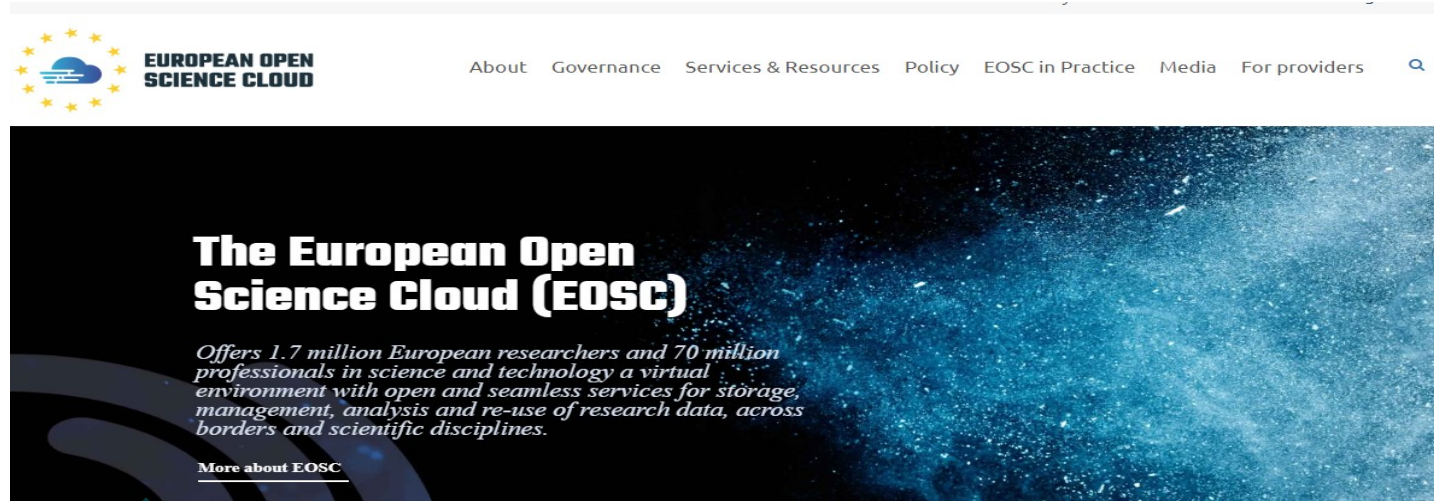 EUROPEAN OPEN
SCIENCE CLOUD
About Governance Services & Resources Policy EOSC in Practice Media For providers
The European Open
Science Cloud (EOSC)
Offers 1.7 million European researchers and 70 million
professionals in science and technology a virtual
environment with open and seamless services for storage,
management, analysis and re-use of research data, across
borders and scientific disciplines.
More about EOSC